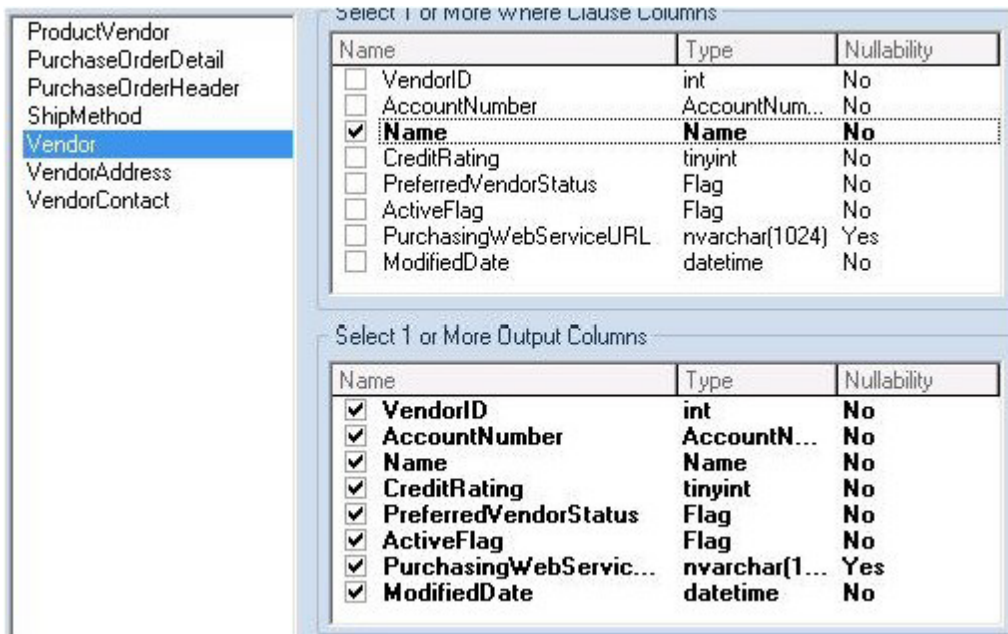 ProductVendor
PurchaseOrderDetail
PurchaseOrderHeader
ShipMethod
Vendor
VendorAddress
VendorContact
Select 1 or More Where Clause Columns
Name Type Nullability
VendorID int No
AccountNumber AccountNum... No
Name Name No
CreditRating tinyint No
PreferredVendorStatus Flag No
ActiveFlag Flag No
PurchasingWebServiceURL nvarchar(1024) Yes
ModifiedDate datetime No
Select 1 or More Output Columns
Name Type Nullability
VendorID int No
AccountNumber AccountN... No
Name Name No
CreditRating tinyint No
PreferredVendorStatus Flag No
ActiveFlag Flag No
PurchasingWebServic... nvarchar(1... Yes
ModifiedDate datetime No